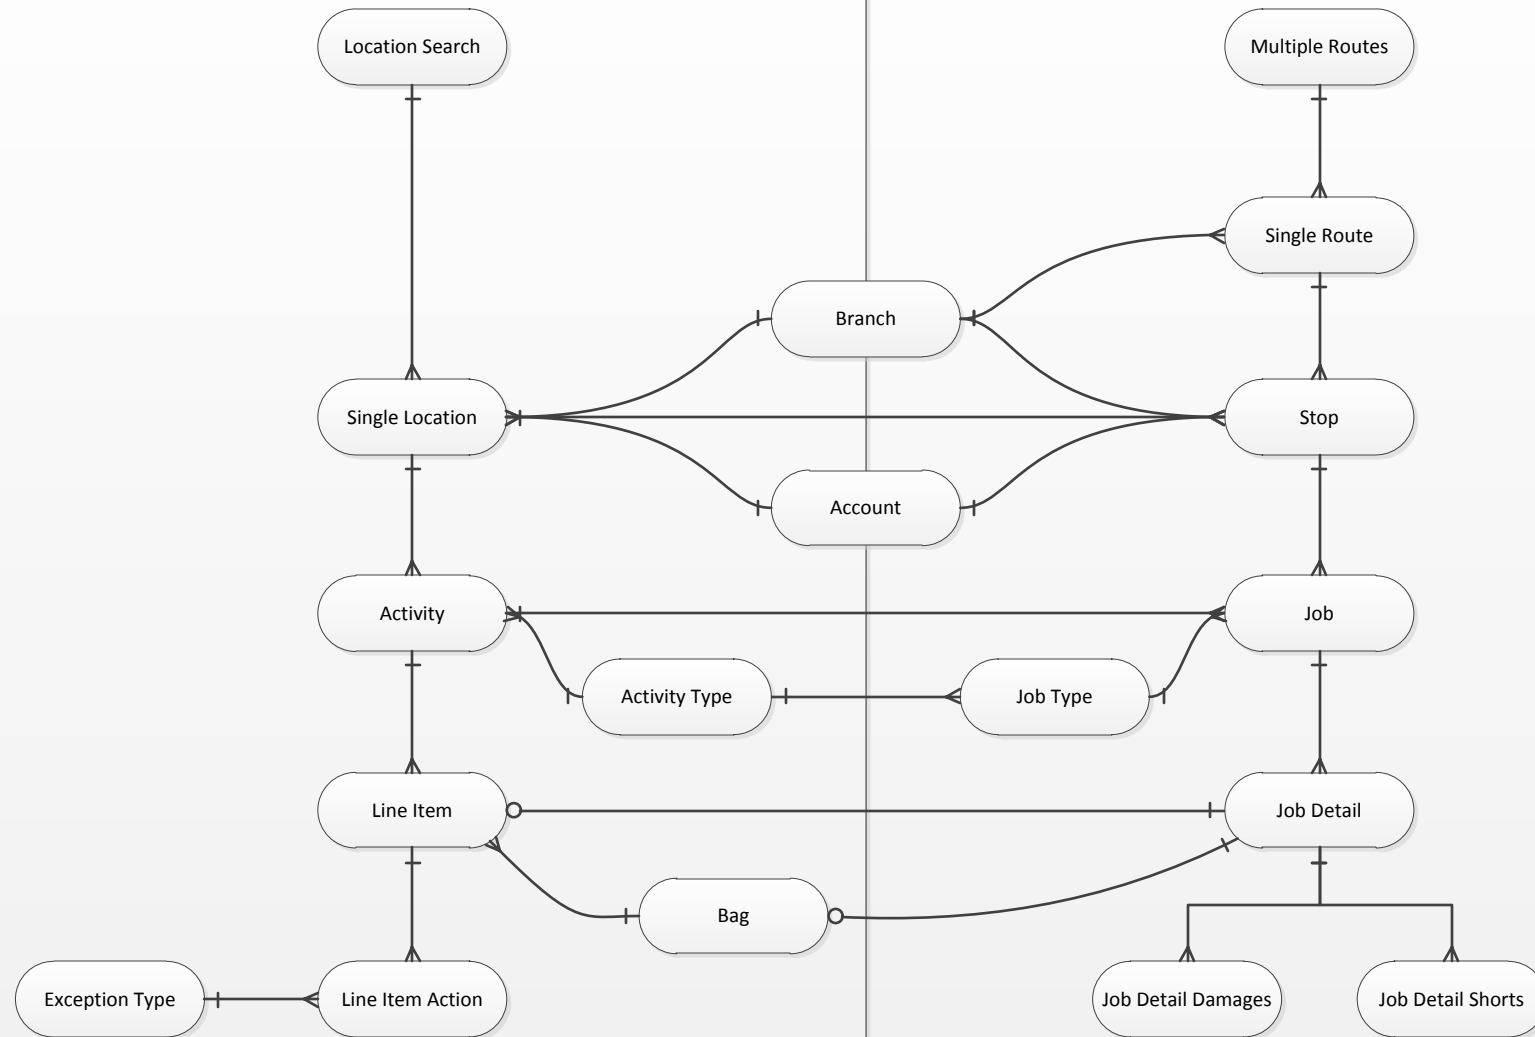 Location Search
Multiple Routes
Single Route
Branch
Single Location
Stop
Account
Activity
Job
Activity Type
Job Type
Line Item
Job Detail
Bag
Exception Type
Line Item Action
Job Detail Damages
Job Detail Shorts